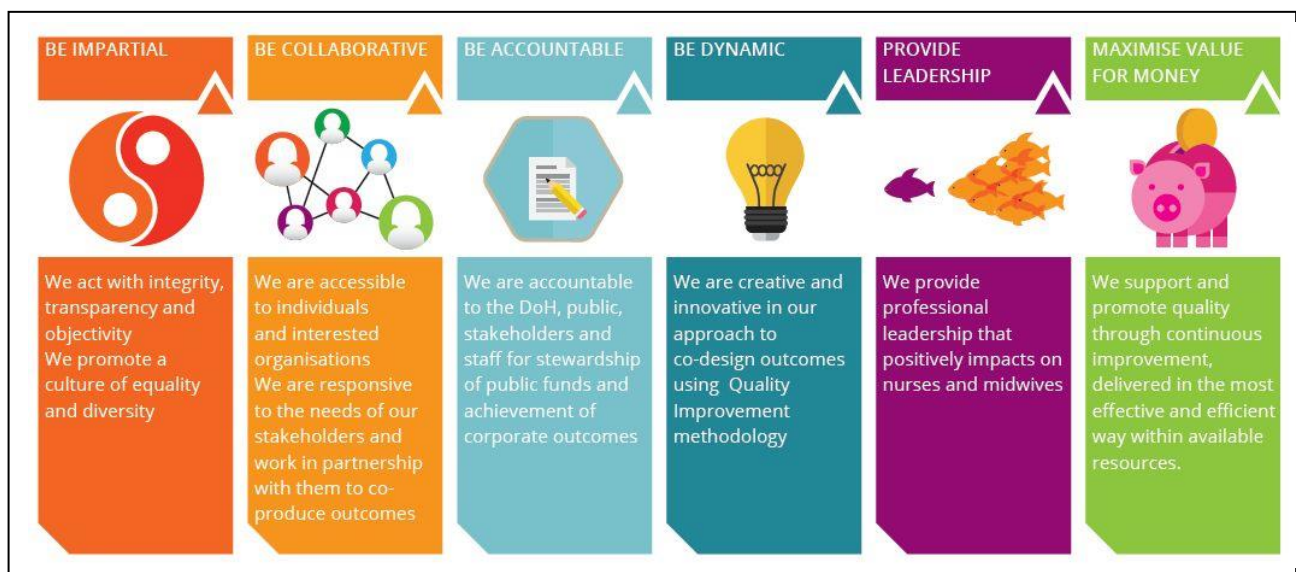 BE IMPARTIAL
We act with integrity,
transparency and
objectivity
We promote a
culture of equality
and diversity
BE COLLABORATIVE
We are accessible
to individuals
and interested
organisations
We are responsive
to the needs of our
stakeholders and
work in partnership
with them to co-
produce outcomes
BE ACCOUNTABLE
We are accountable
to the DoH, public,
stakeholders and
staff for stewardship
of public funds and
achievement of
corporate outcomes
BE DYNAMIC
We are creative and
innovative in our
approach to
co-design outcomes
using Quality
Improvement
methodology
PROVIDE
LEADERSHIP
We provide
professional
leadership that
positively impacts on
nurses and midwives
MAXIMISE VALUE
FOR MONEY
We support and
promote quality
through continuous
improvement,
delivered in the most
effective and efficient
way within available
resources.